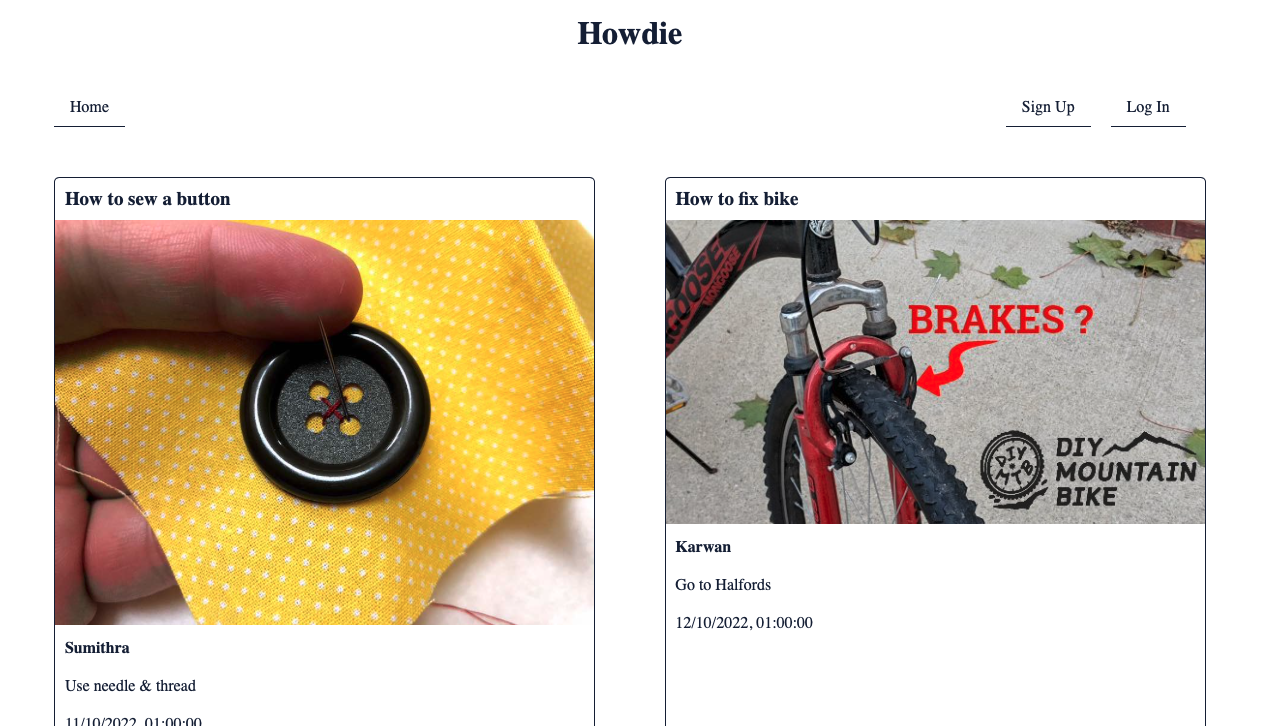 Howdie
Home
Sign Up
Log In
How to sew a button
How to fix bike
GOOSE
MONGOOSE
BRAKES ?
DIY
MTB
DIY
MOUNTAIN
BIKE
Karwan
Go to Halfords
12/10/2022, 01:00:00
Sumithra
Use needle & thread
11/10/2022, 01:00:00